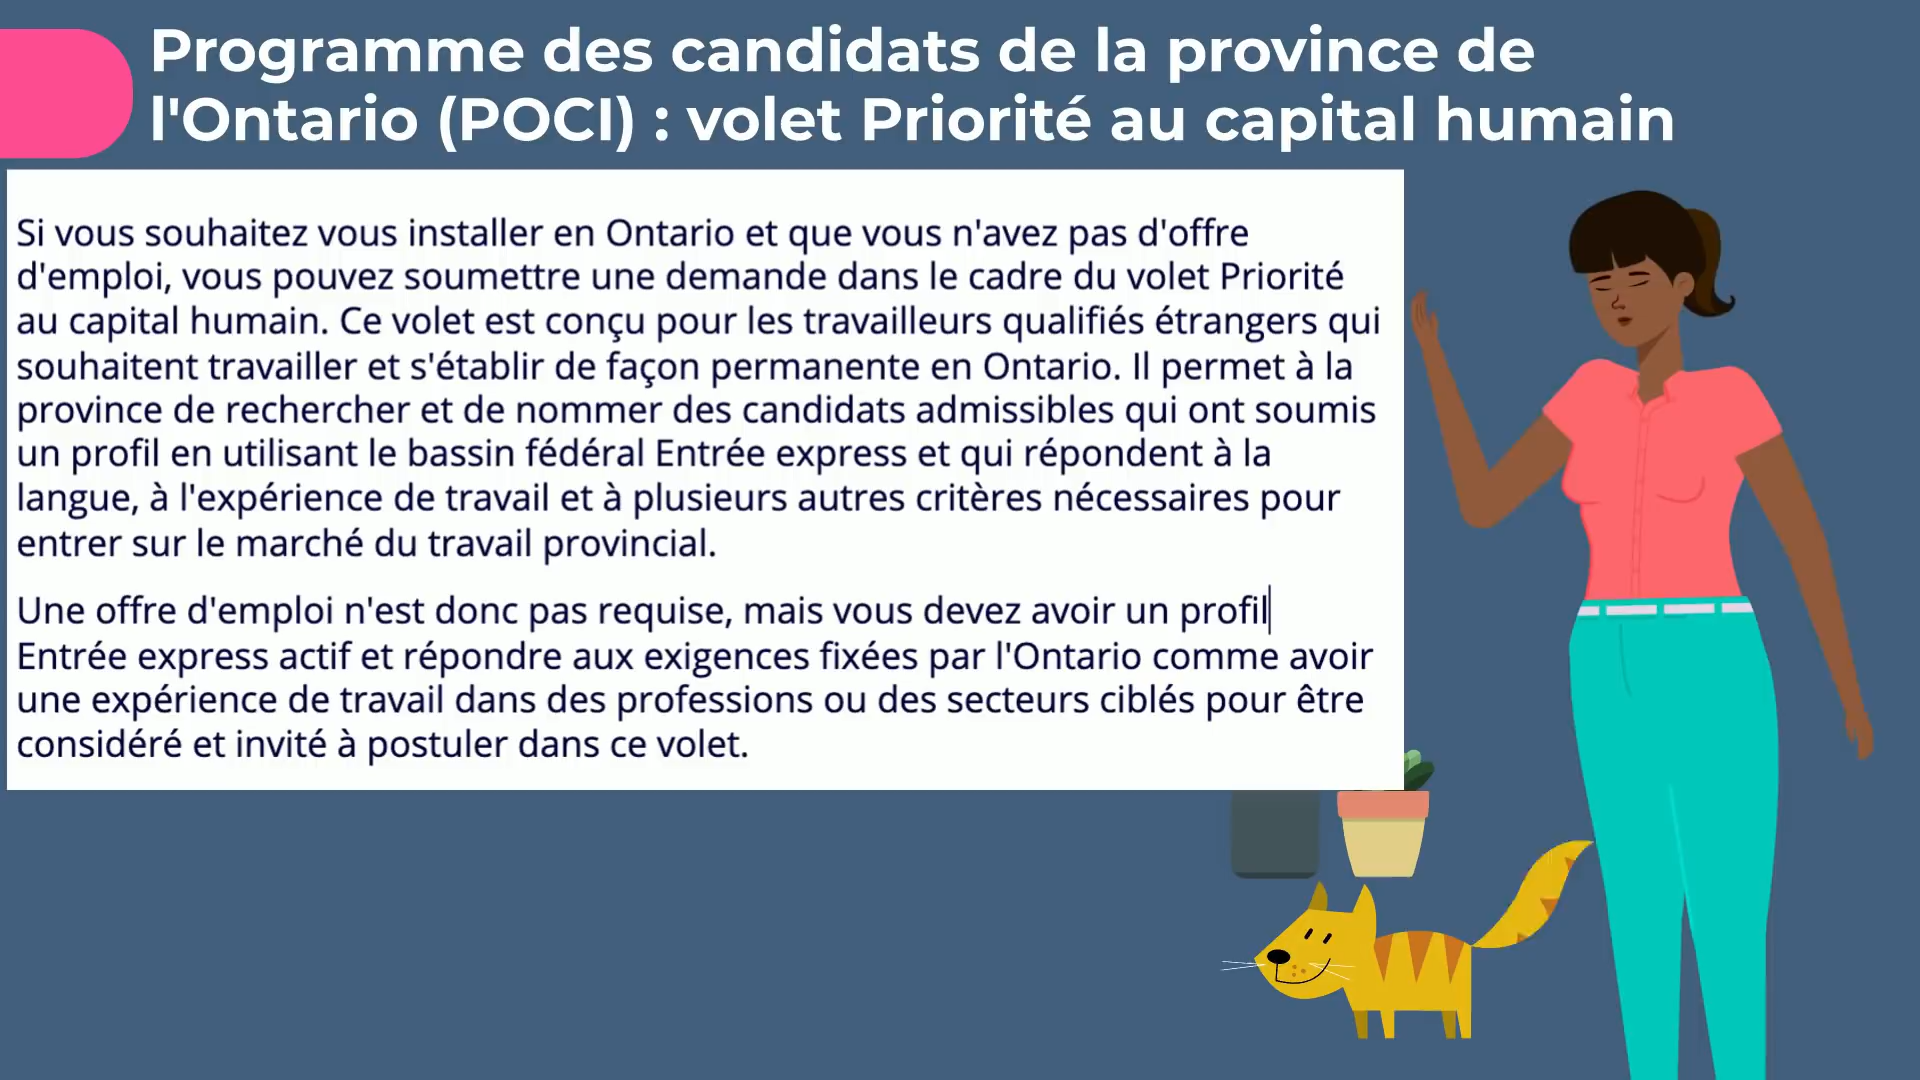 Programme des candidats de la province de
l'Ontario (POCI) : volet Priorité au capital humain
Si vous souhaitez vous installer en Ontario et que vous n'avez pas d'offre
d'emploi, vous pouvez soumettre une demande dans le cadre du volet Priorité
au capital humain. Ce volet est conçu pour les travailleurs qualifiés étrangers qui
souhaitent travailler et s'établir de façon permanente en Ontario. Il permet à la
province de rechercher et de nommer des candidats admissibles qui ont soumis
un profil en utilisant le bassin fédéral Entrée express et qui répondent à la
langue, à l'expérience de travail et à plusieurs autres critères nécessaires pour
entrer sur le marché du travail provincial.
Une offre d'emploi n'est donc pas requise, mais vous devez avoir un profil
Entrée express actif et répondre aux exigences fixées par l'Ontario comme avoir
une expérience de travail dans des professions ou des secteurs ciblés pour être
considéré et invité à postuler dans ce volet.